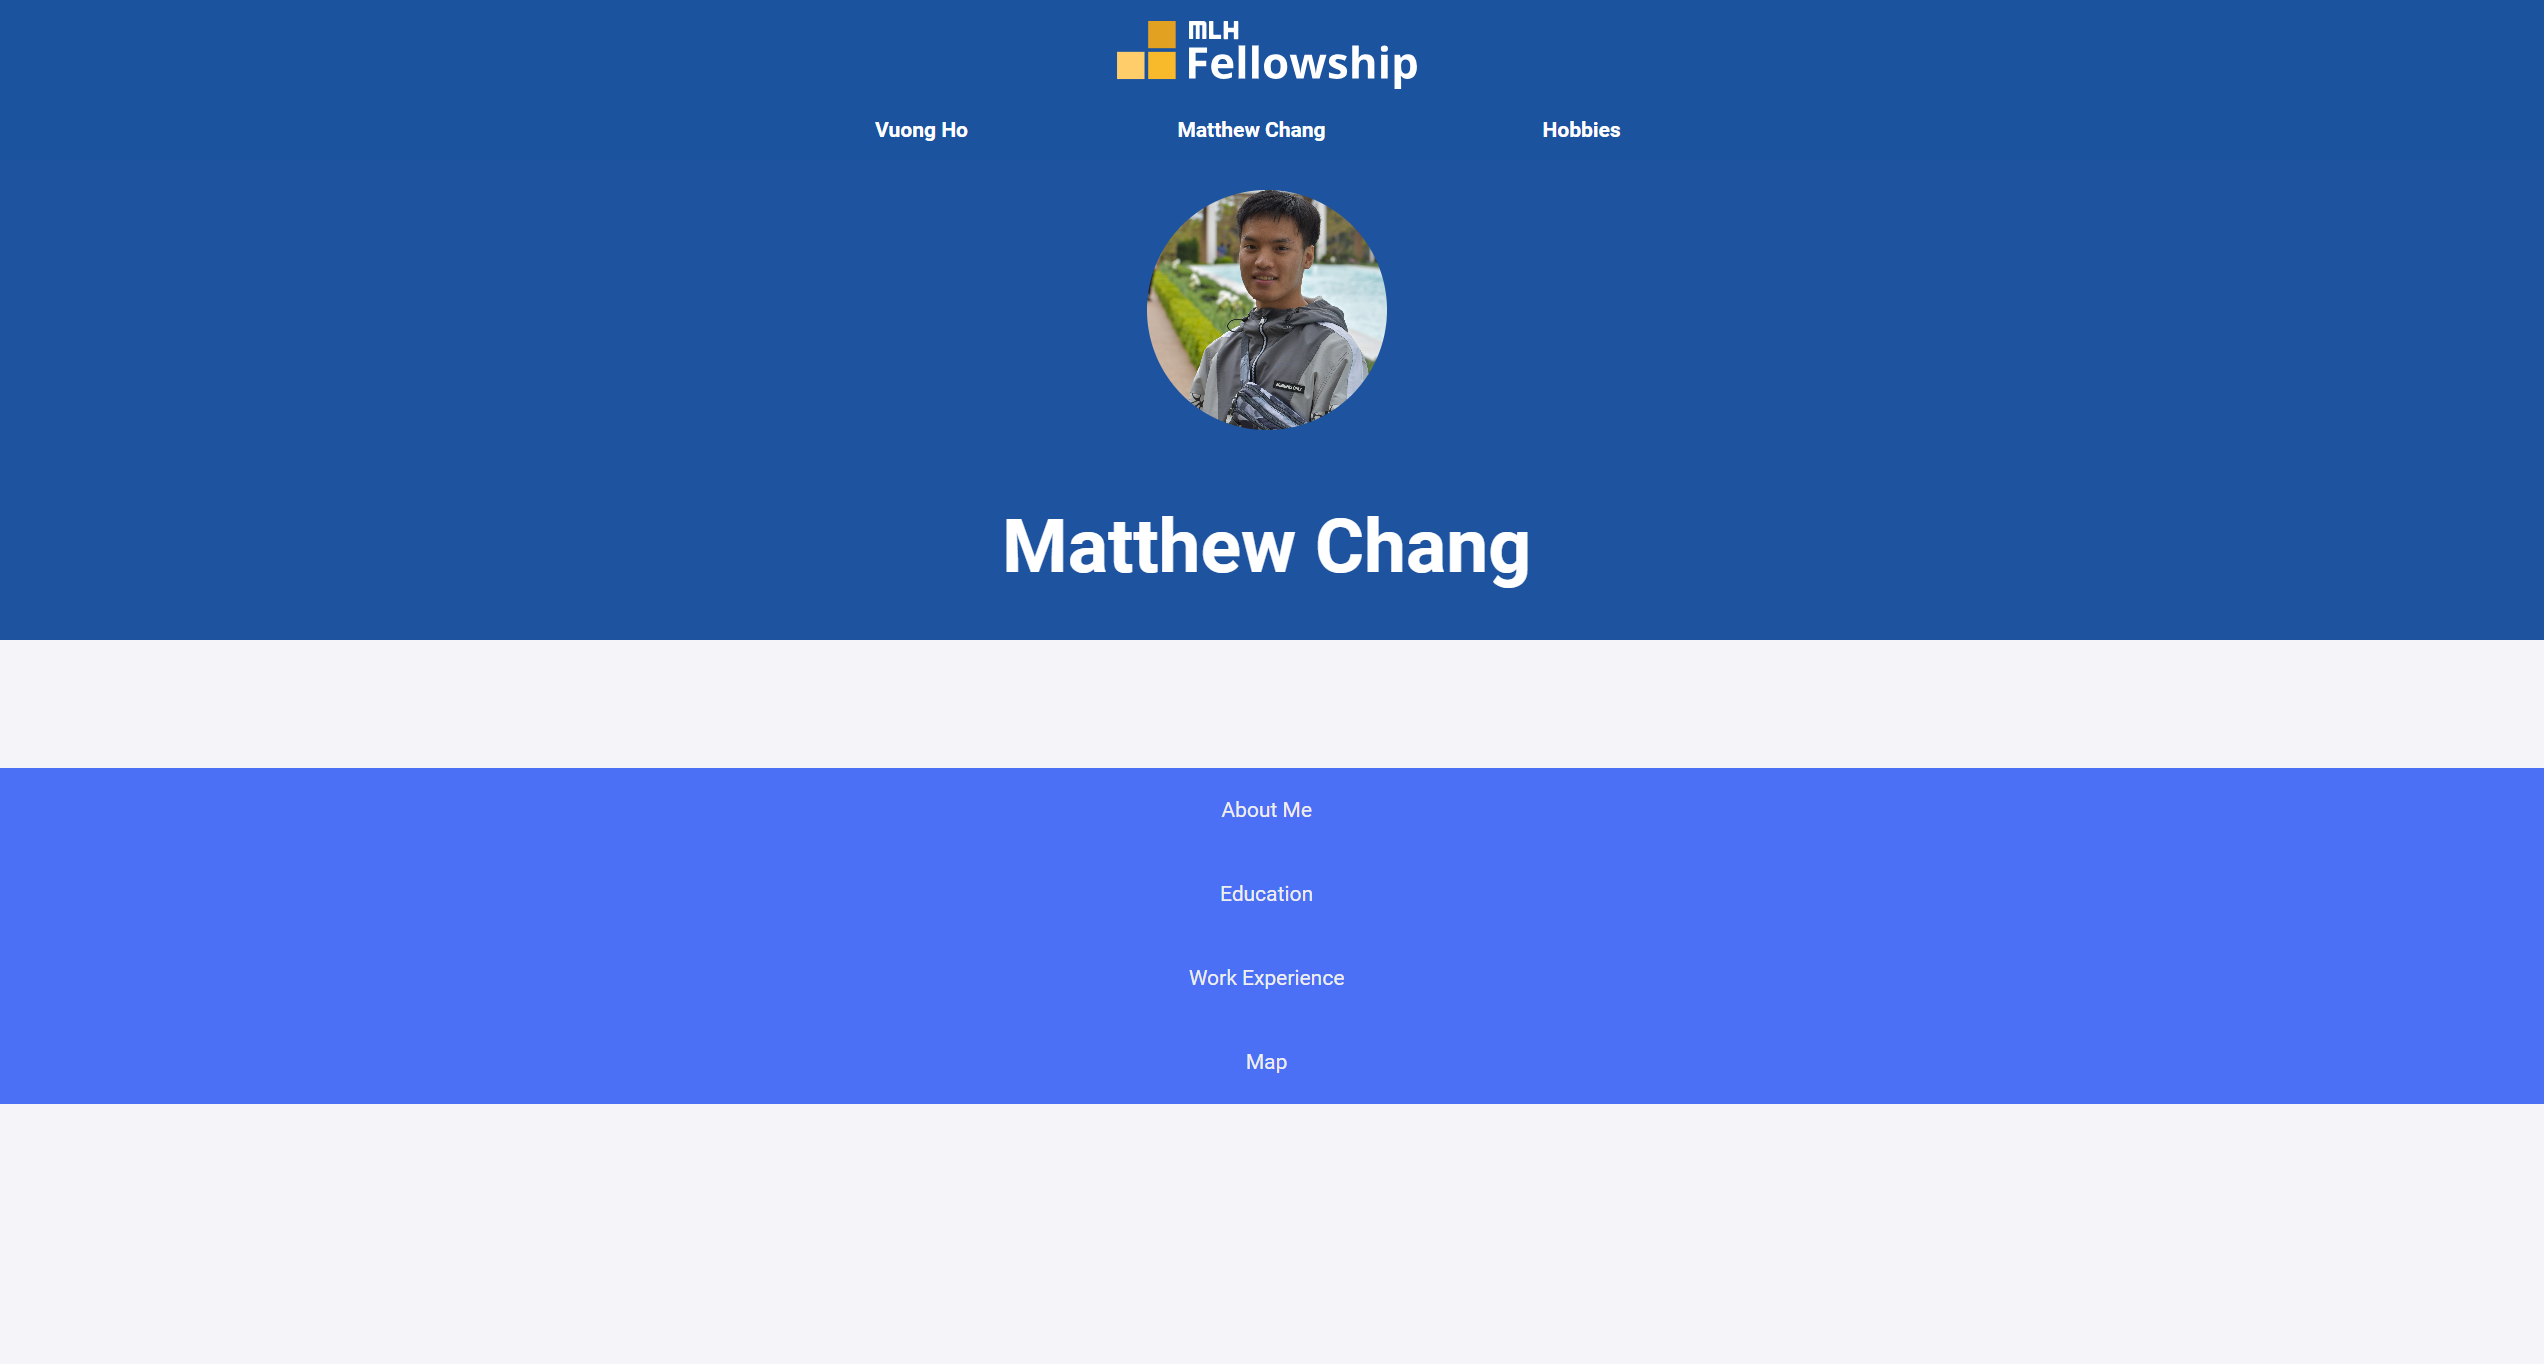 MLH
Fellowship
Vuong Ho Matthew Chang Hobbies
Matthew Chang
About Me
Education
Work Experience
Map